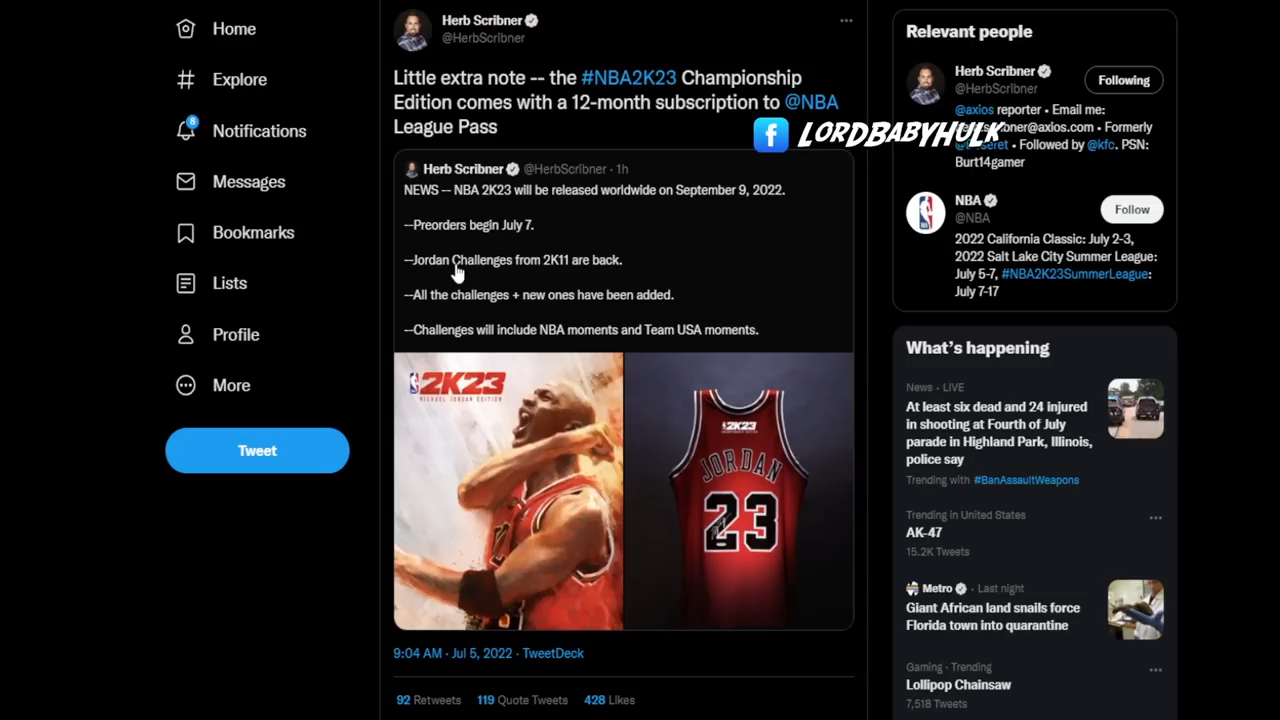 Home
Explore
8
Notifications
Messages
Bookmarks
Lists
Profile
More
Tweet
Herb Scribner
@HerbScribner
Little extra note -- the #NBA2K23 Championship
Edition comes with a 12-month subscription to @NBA
League Pass
Herb Scribner @HerbScribner · 1h
NEWS -- NBA 2K23 will be released worldwide on September 9, 2022.
--Preorders begin July 7.
--Jordan Challenges from 2K11 are back.
--All the challenges + new ones have been added.
--Challenges will include NBA moments and Team USA moments.
2K23
MICHAEL JORDAN EDITION
2K23
JORDAN
23
9:04 AM · Jul 5, 2022 · TweetDeck
92 Retweets 119 Quote Tweets 428 Likes
f LORDBABYHULK
Relevant people
Herb Scribner
Following
@HerbScribner
@axios reporter • Email me:
@axios.com • Formerly
• Followed by @kfc. PSN:
Burt14gamer
NBA
Follow
@NBA
2022 California Classic: July 2-3,
2022 Salt Lake City Summer League:
July 5-7, #NBA2K23SummerLeague:
July 7-17
What's happening
News · LIVE
At least six dead and 24 injured
in shooting at Fourth of July
parade in Highland Park, Illinois,
police say
Trending with #BanAssaultWeapons
Trending in United States
AK-47
15.2K Tweets
Metro · Last night
Giant African land snails force
Florida town into quarantine
Gaming · Trending
Lollipop Chainsaw
7,518 Tweets